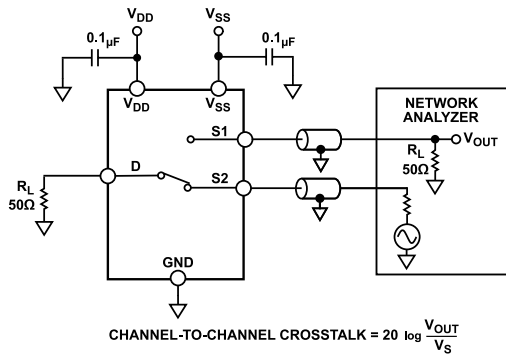 VDD
VSS
0.1µF
0.1µF
VDD
VSS
NETWORK
ANALYZER
S1
VOUT
RL
50Ω
D
S2
RL
50Ω
GND
CHANNEL-TO-CHANNEL CROSSTALK = 20 log VOUT
VS